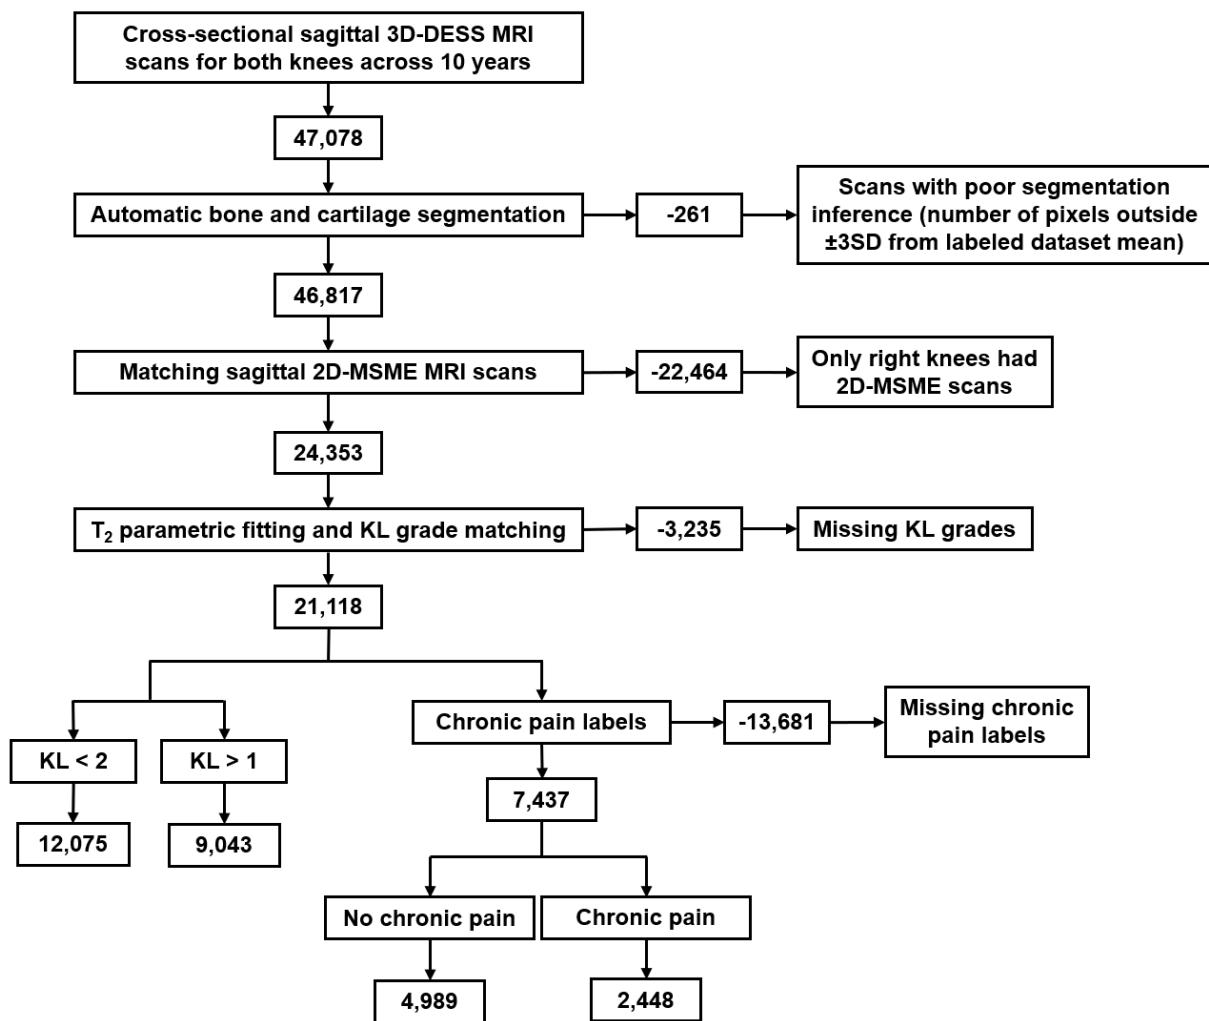 Cross-sectional sagittal 3D-DESS MRI
scans for both knees across 10 years
47,078
Automatic bone and cartilage segmentation
-261
Scans with poor segmentation
inference (number of pixels outside
±3SD from labeled dataset mean)
46,817
Matching sagittal 2D-MSME MRI scans
-22,464
Only right knees had
2D-MSME scans
24,353
T₂ parametric fitting and KL grade matching
-3,235
Missing KL grades
21,118
KL < 2
KL > 1
12,075
9,043
Chronic pain labels
-13,681
Missing chronic
pain labels
7,437
No chronic pain
Chronic pain
4,989
2,448